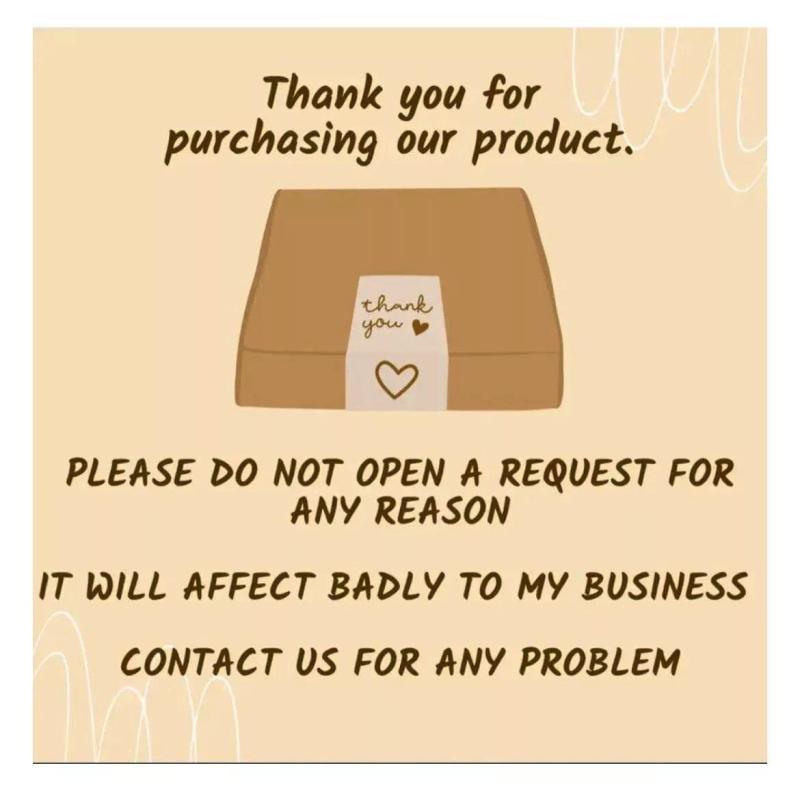 Thank you for
purchasing our product.
thank
you
PLEASE DO NOT OPEN A REQUEST FOR
ANY REASON
IT WILL AFFECT BADLY TO MY BUSINESS
CONTACT US FOR ANY PROBLEM